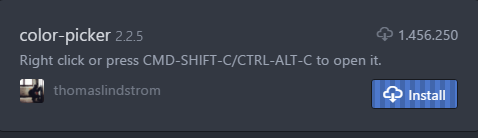 color-picker 2.2.5 1.456.250
Right click or press CMD-SHIFT-C/CTRL-ALT-C to open it.
thomaslindstrom Install